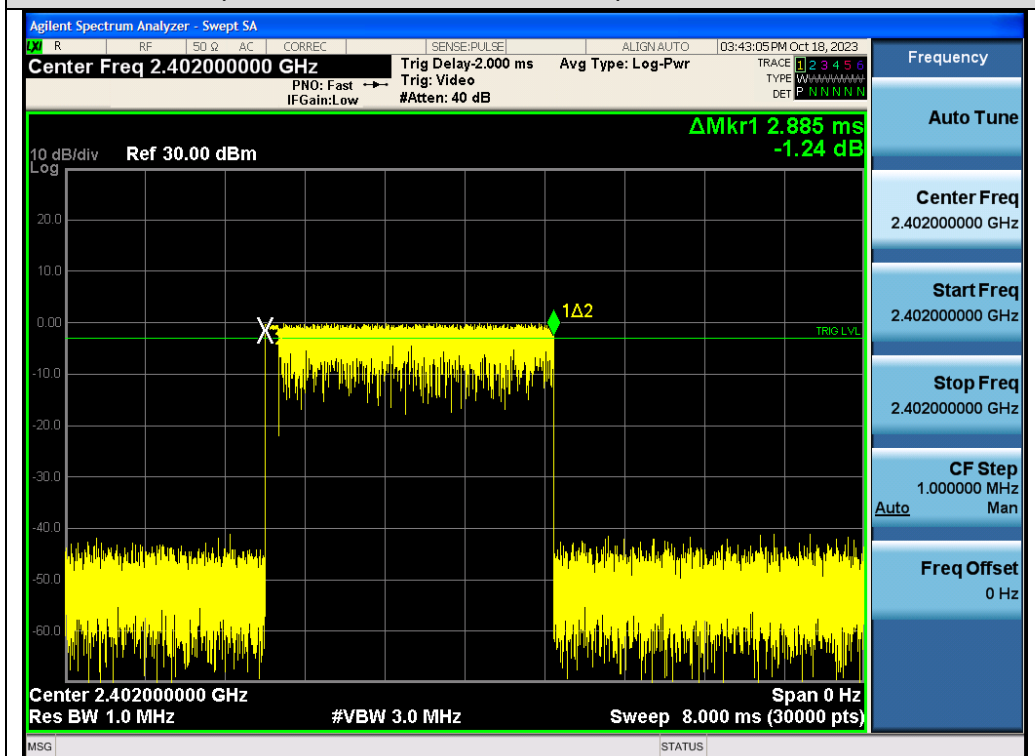 Agilent Spectrum Analyzer - Swept SA
LXI R RF 50 Ω AC CORREC SENSE:PULSE ALIGN AUTO 03:43:05 PM Oct 18, 2023
Center Freq 2.402000000 GHz
PNO: Fast
IFGain:Low
Trig Delay-2.000 ms
Trig: Video
#Atten: 40 dB
Avg Type: Log-Pwr
TRACE 1 2 3 4 5 6
TYPE
DET P N N N N N
ΔMkr1 2.885 ms
-1.24 dB
10 dB/div Ref 30.00 dBm
Log
20.0
10.0
0.00
-10.0
-20.0
-30.0
-40.0
-50.0
-60.0
1Δ2
TRIG LVL
Center 2.402000000 GHz Span 0 Hz
Res BW 1.0 MHz #VBW 3.0 MHz Sweep 8.000 ms (30000 pts)
MSG STATUS
Frequency
Auto Tune
Center Freq
2.402000000 GHz
Start Freq
2.402000000 GHz
Stop Freq
2.402000000 GHz
CF Step
1.000000 MHz
Auto Man
Freq Offset
0 Hz